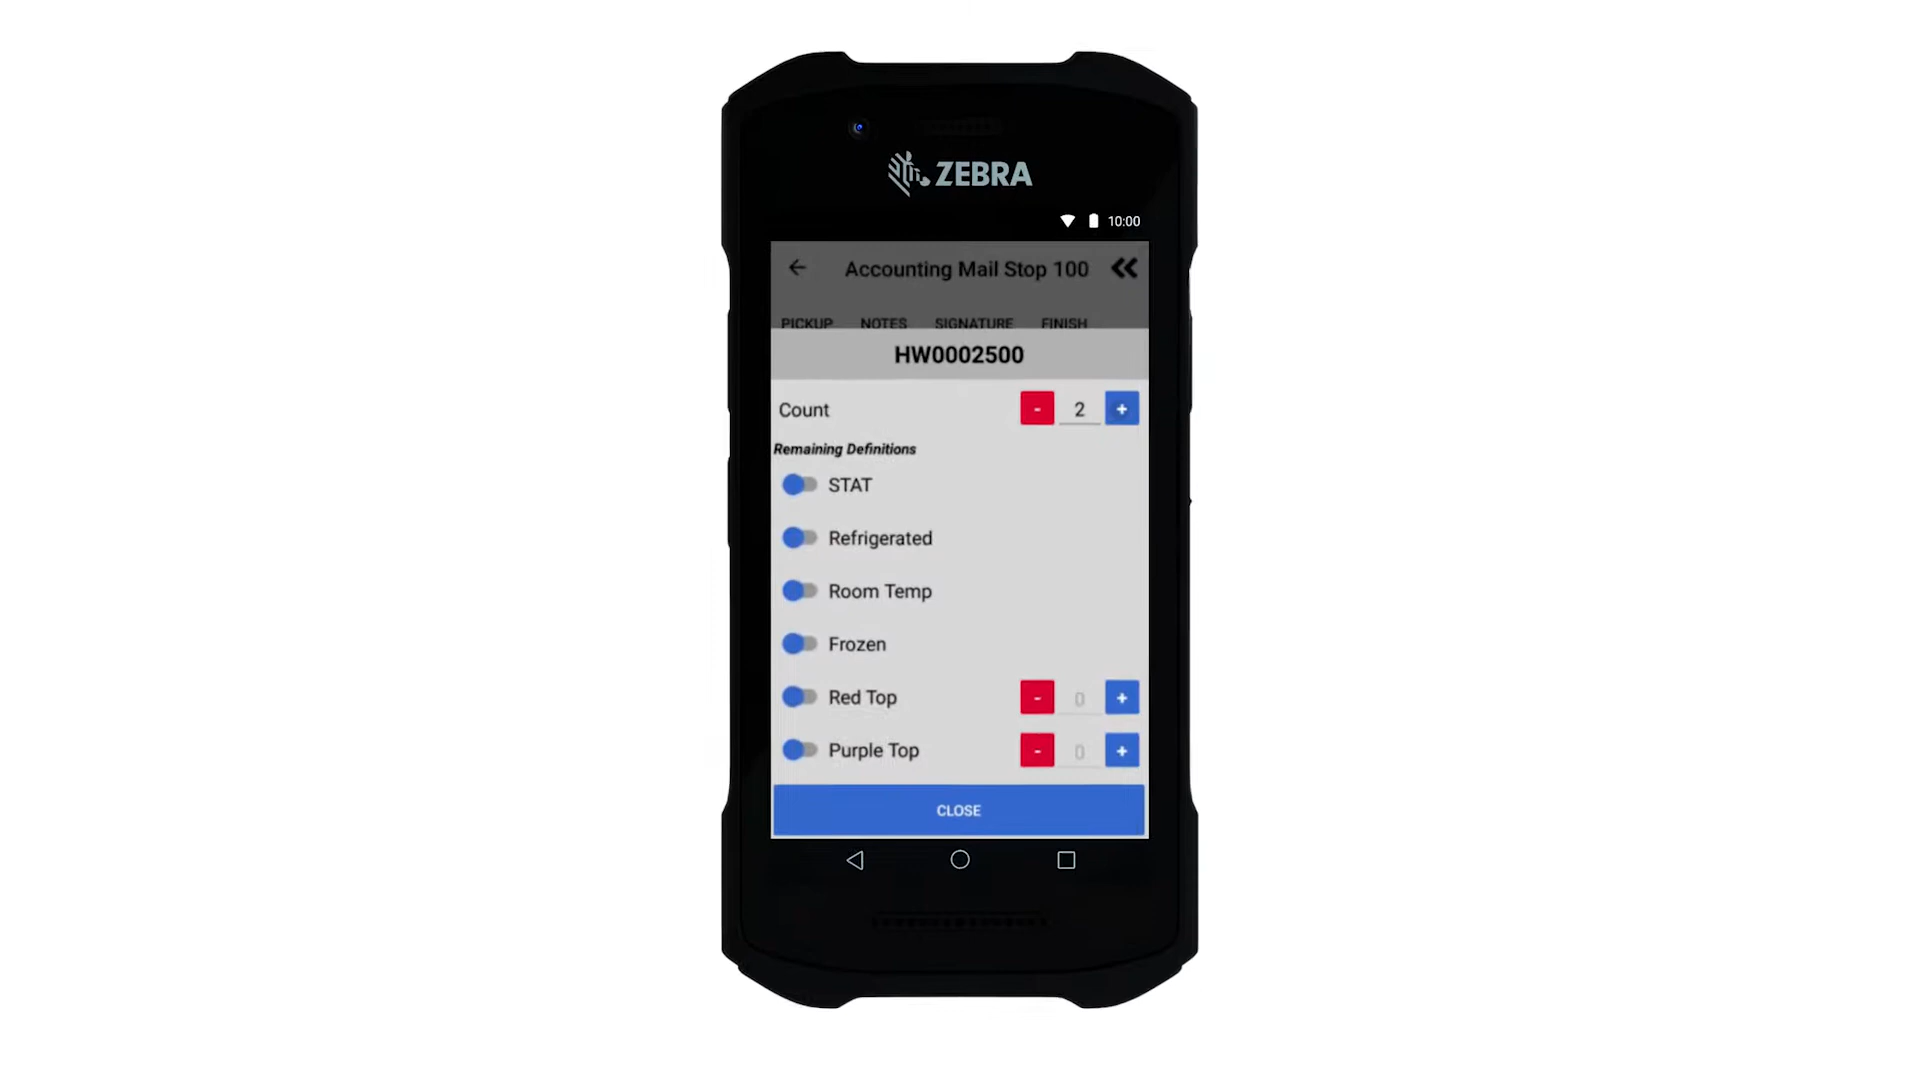 ZEBRA
10:00
Accounting Mail Stop 100
PICKUP NOTES SIGNATURE FINISH
HW0002500
Count - 2 +
Remaining Definitions
STAT
Refrigerated
Room Temp
Frozen
Red Top - 0 +
Purple Top - 0 +
CLOSE